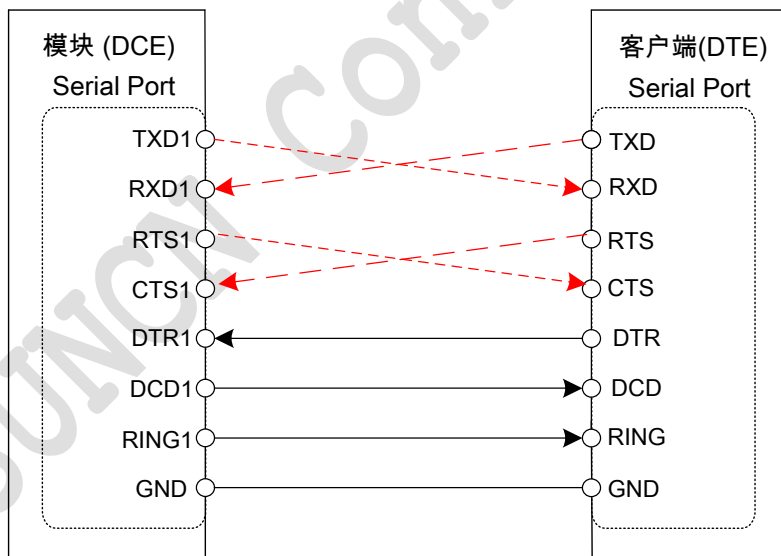 模块 (DCE)
Serial Port
TXD1
RXD1
RTS1
CTS1
DTR1
DCD1
RING1
GND
客户端(DTE)
Serial Port
TXD
RXD
RTS
CTS
DTR
DCD
RING
GND